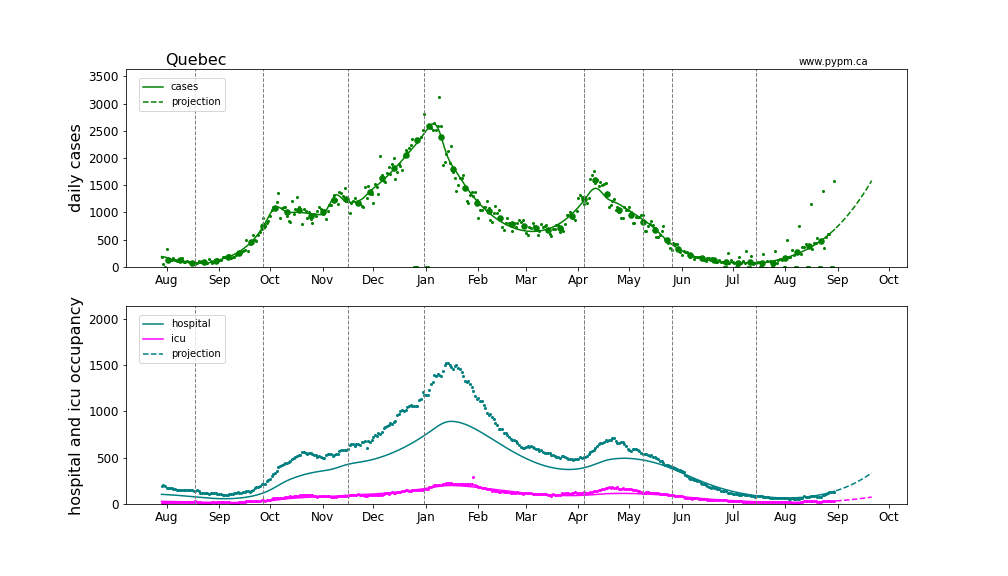 Quebec
www.pypm.ca
daily cases
3500
3000
2500
2000
1500
1000
500
0
cases
projection
Aug Sep Oct Nov Dec Jan Feb Mar Apr May Jun Jul Aug Sep Oct
hospital and icu occupancy
2000
1500
1000
500
0
hospital
icu
projection
Aug Sep Oct Nov Dec Jan Feb Mar Apr May Jun Jul Aug Sep Oct